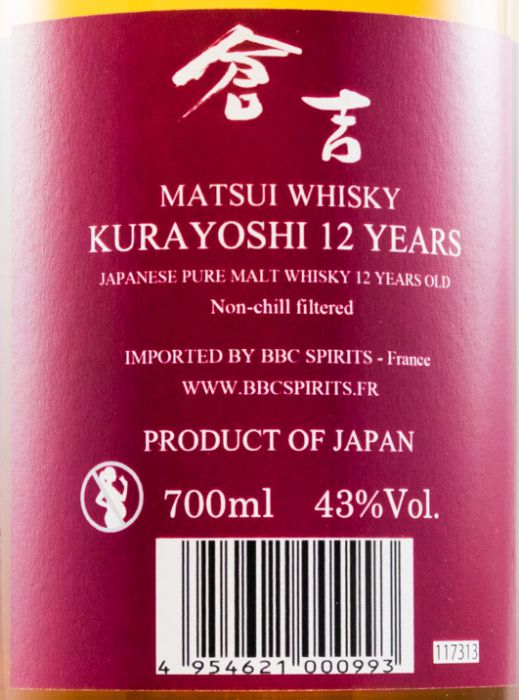 倉吉
MATSUI WHISKY
KURAYOSHI 12 YEARS
JAPANESE PURE MALT WHISKY 12 YEARS OLD
Non-chill filtered
IMPORTED BY BBC SPIRITS - France
WWW.BBCSPIRITS.FR
PRODUCT OF JAPAN
700ml 43%Vol.
4 954621 000993
117313